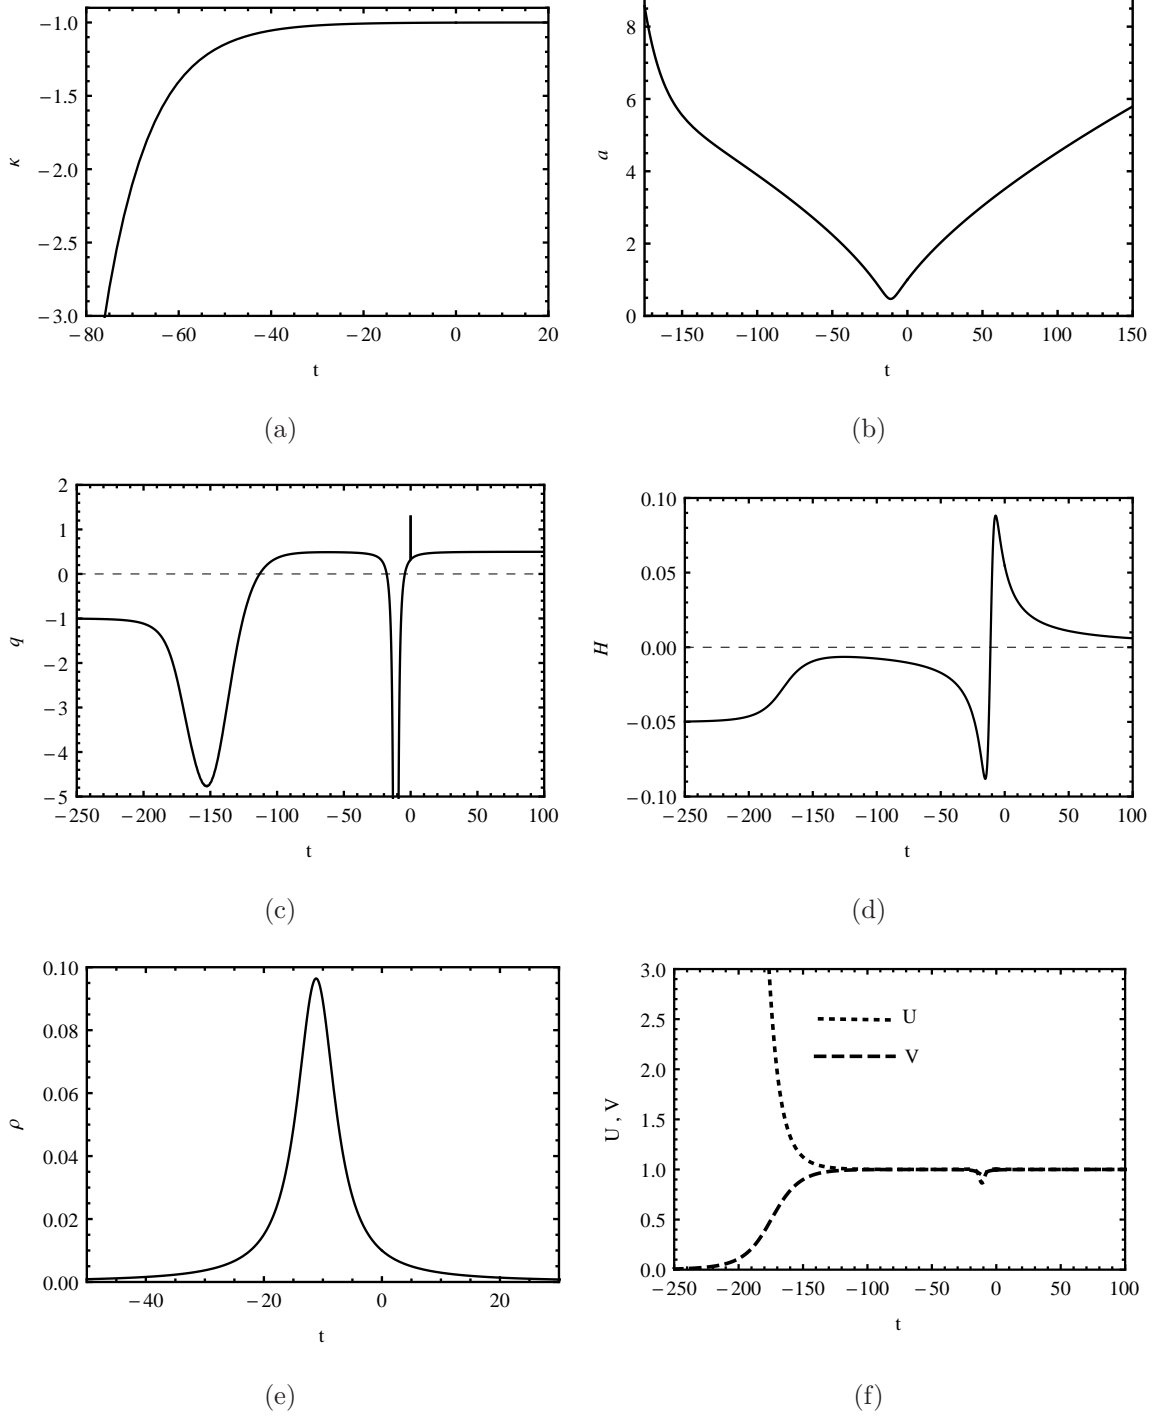 −1.0
−1.5
−2.0
−2.5
−3.0
κ
−80 −60 −40 −20 0 20
t
(a)
8
6
4
2
0
a
−150 −100 −50 0 50 100 150
t
(b)
2
1
0
−1
−2
−3
−4
−5
q
−250 −200 −150 −100 −50 0 50 100
t
(c)
0.10
0.05
0.00
−0.05
−0.10
H
−250 −200 −150 −100 −50 0 50 100
t
(d)
0.10
0.08
0.06
0.04
0.02
0.00
ρ
−40 −20 0 20
t
(e)
3.0
2.5
2.0
1.5
1.0
0.5
0.0
U , V
U
V
−250 −200 −150 −100 −50 0 50 100
t
(f)